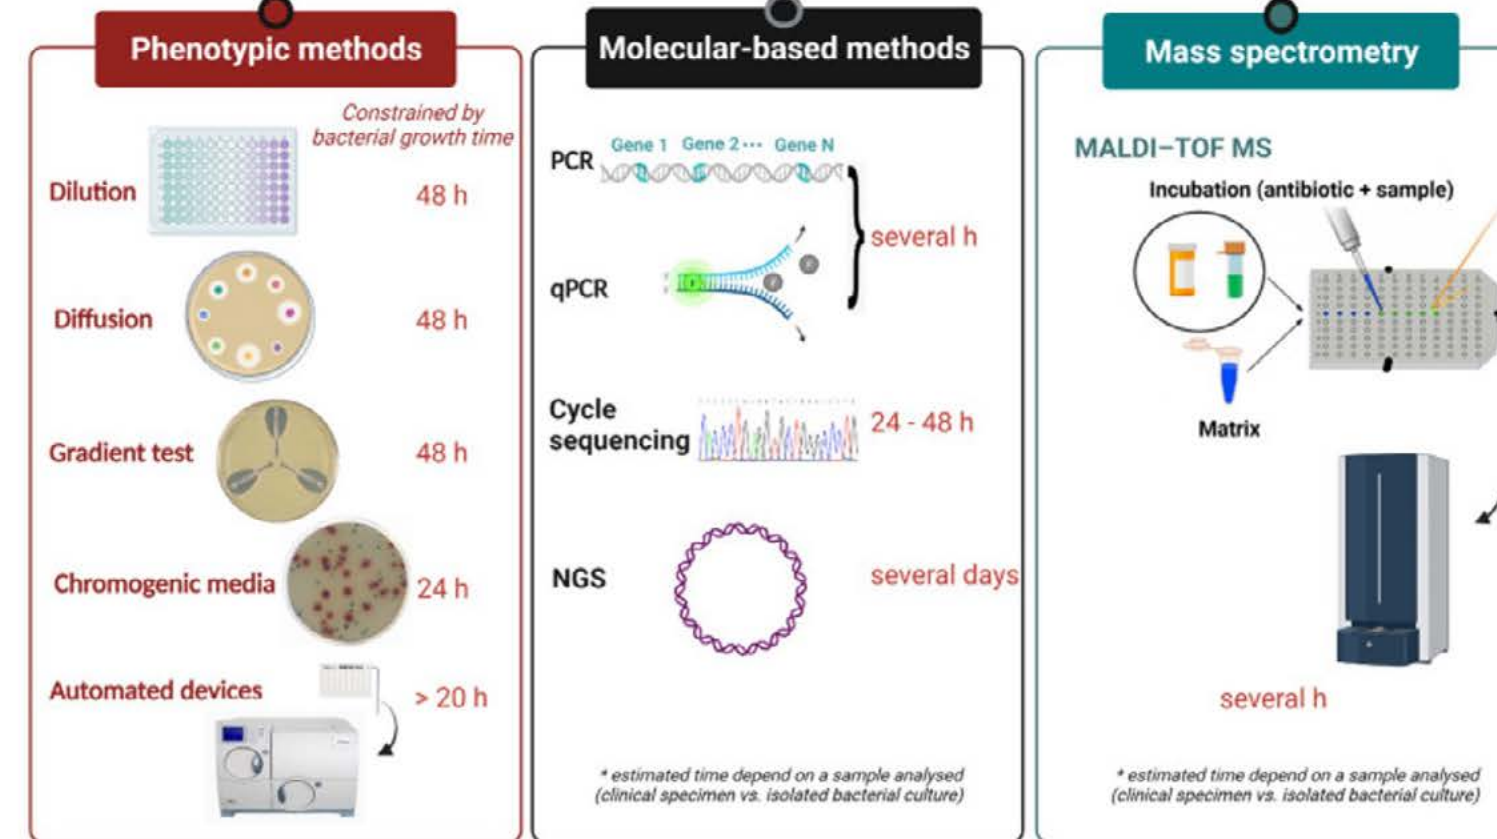 Phenotypic methods
Constrained by
bacterial growth time
Dilution
48 h
Diffusion
48 h
Gradient test
48 h
Chromogenic media
24 h
Automated devices
> 20 h
Molecular-based methods
PCR
Gene 1 Gene 2 ··· Gene N
several h
qPCR
Cycle
sequencing
24 - 48 h
NGS
several days
* estimated time depend on a sample analysed
(clinical specimen vs. isolated bacterial culture)
Mass spectrometry
MALDI–TOF MS
Incubation (antibiotic + sample)
Matrix
several h
* estimated time depend on a sample analysed
(clinical specimen vs. isolated bacterial culture)